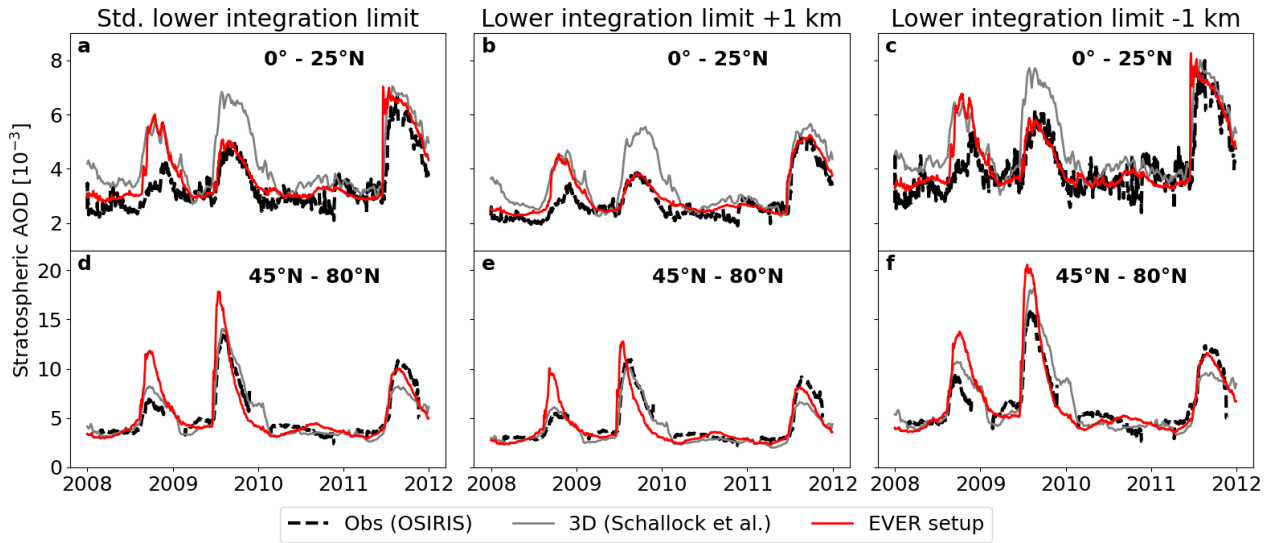 Std. lower integration limit
Lower integration limit +1 km
Lower integration limit -1 km
Stratospheric AOD [10⁻³]
a
0° - 25°N
8
6
4
2
b
0° - 25°N
c
0° - 25°N
d
45°N - 80°N
20
15
10
5
0
e
45°N - 80°N
f
45°N - 80°N
2008 2009 2010 2011 2012
2008 2009 2010 2011 2012
2008 2009 2010 2011 2012
Obs (OSIRIS) 3D (Schallock et al.) EVER setup